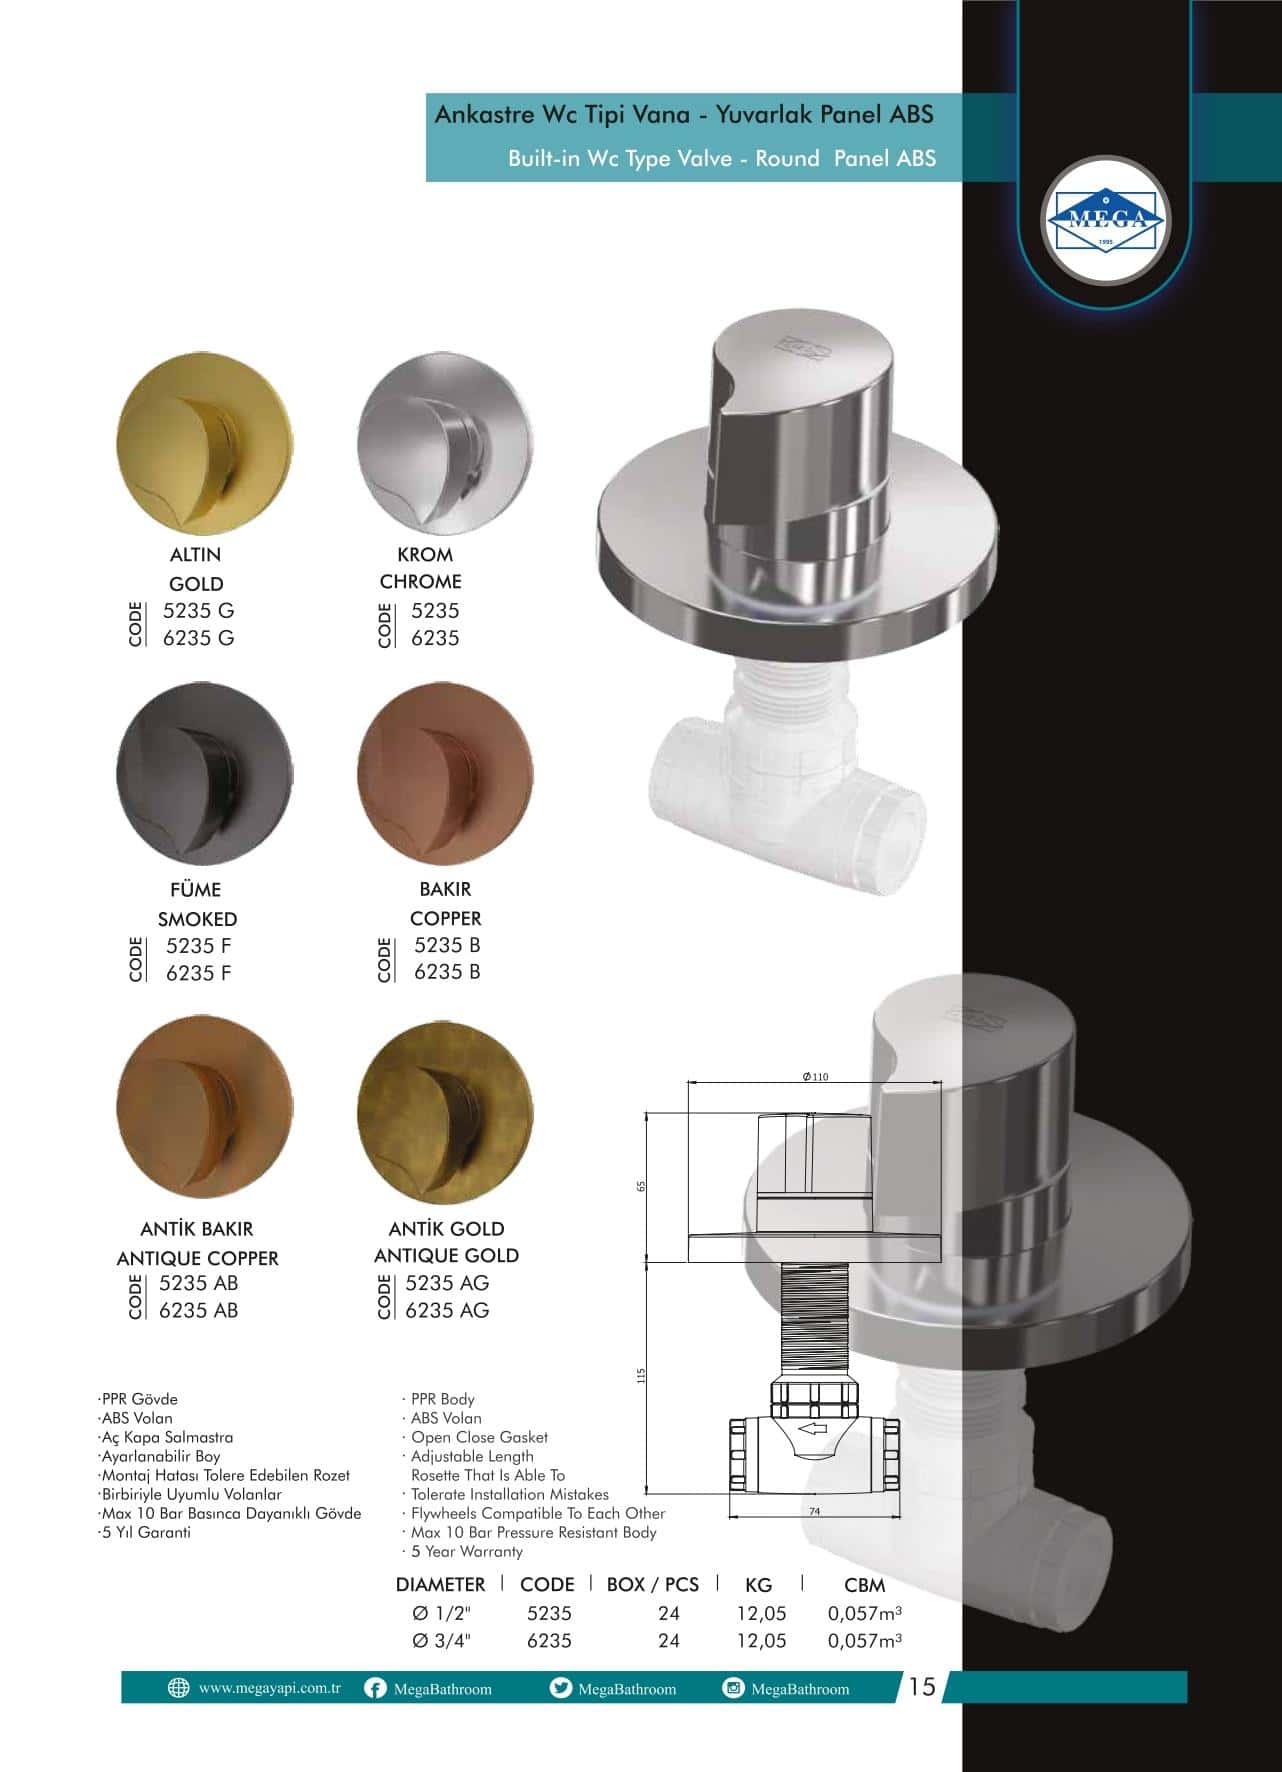 Ankastre Wc Tipi Vana - Yuvarlak Panel ABS
Built-in Wc Type Valve - Round Panel ABS
MEGA
1995
ALTIN
GOLD
CODE
5235 G
6235 G
KROM
CHROME
CODE
5235
6235
FÜME
SMOKED
CODE
5235 F
6235 F
BAKIR
COPPER
CODE
5235 B
6235 B
ANTİK BAKIR
ANTIQUE COPPER
CODE
5235 AB
6235 AB
ANTİK GOLD
ANTIQUE GOLD
CODE
5235 AG
6235 AG
Ø110
65
115
74
·PPR Gövde
·ABS Volan
·Aç Kapa Salmastra
·Ayarlanabilir Boy
·Montaj Hatası Tolere Edebilen Rozet
·Birbiriyle Uyumlu Volanlar
·Max 10 Bar Basınca Dayanıklı Gövde
·5 Yıl Garanti
· PPR Body
· ABS Volan
· Open Close Gasket
· Adjustable Length
Rosette That Is Able To
· Tolerate Installation Mistakes
· Flywheels Compatible To Each Other
· Max 10 Bar Pressure Resistant Body
· 5 Year Warranty
DIAMETER | CODE | BOX / PCS | KG | CBM
Ø 1/2" 5235 24 12,05 0,057m³
Ø 3/4" 6235 24 12,05 0,057m³
www.megayapi.com.tr MegaBathroom MegaBathroom MegaBathroom 15